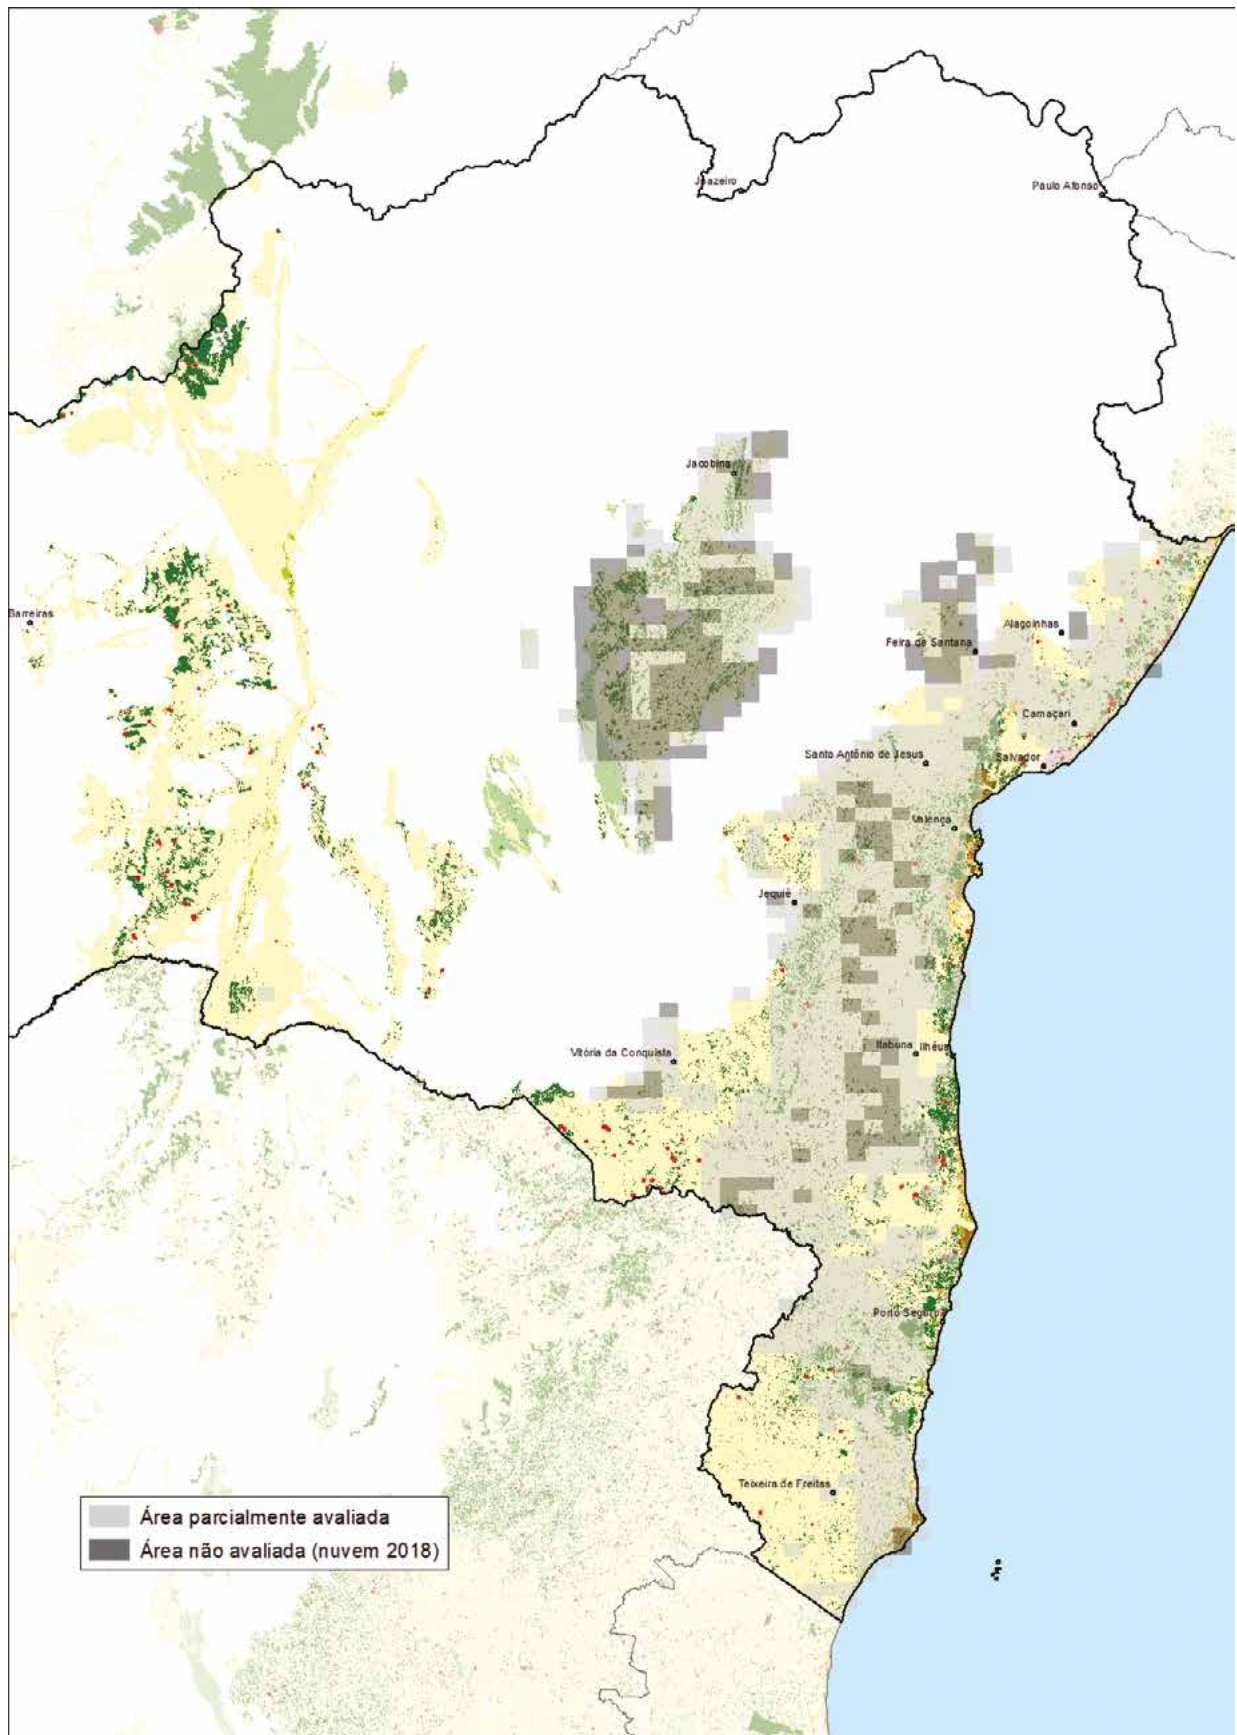 Juazeiro
Paulo Afonso
Jacobina
Barreiras
Alagoinhas
Feira de Santana
Camaçari
Santo Antônio de Jesus
Salvador
Valença
Jequié
Itabuna
Ilhéus
Vitória da Conquista
Porto Seguro
Teixeira de Freitas
Área parcialmente avaliada
Área não avaliada (nuvem 2018)